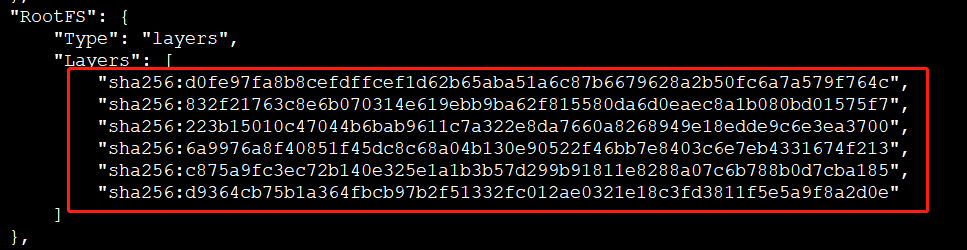 },
"RootFS": {
"Type": "layers",
"Layers": [
"sha256:d0fe97fa8b8cefdffcef1d62b65aba51a6c87b6679628a2b50fc6a7a579f764c",
"sha256:832f21763c8e6b070314e619ebb9ba62f815580da6d0eaec8a1b080bd01575f7",
"sha256:223b15010c47044b6bab9611c7a322e8da7660a8268949e18edde9c6e3ea3700",
"sha256:6a9976a8f40851f45dc8c68a04b130e90522f46bb7e8403c6e7eb4331674f213",
"sha256:c875a9fc3ec72b140e325e1a1b3b57d299b91811e8288a07c6b788b0d7cba185",
"sha256:d9364cb75b1a364fbcb97b2f51332fc012ae0321e18c3fd3811f5e5a9f8a2d0e"
]
},